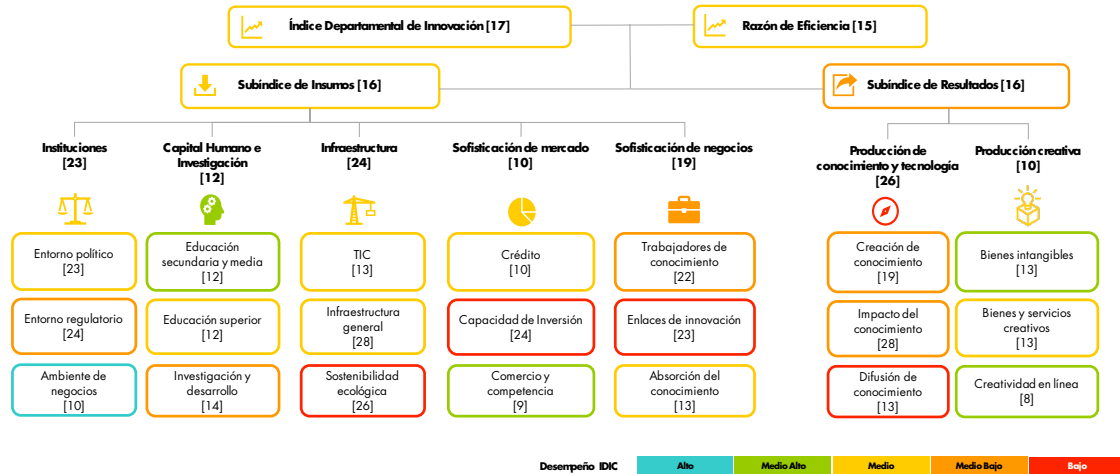 Índice Departamental de Innovación [17]
Razón de Eficiencia [15]
Subíndice de Insumos [16]
Subíndice de Resultados [16]
Instituciones
[23]
Capital Humano e
Investigación
[12]
Infraestructura
[24]
Sofisticación de mercado
[10]
Sofisticación de negocios
[19]
Producción de
conocimiento y tecnología
[26]
Producción creativa
[10]
Entorno político
[23]
Educación
secundaria y media
[12]
TIC
[13]
Crédito
[10]
Trabajadores de
conocimiento
[22]
Creación de
conocimiento
[19]
Bienes intangibles
[13]
Entorno regulatorio
[24]
Educación superior
[12]
Infraestructura
general
[28]
Capacidad de Inversión
[24]
Enlaces de innovación
[23]
Impacto del
conocimiento
[28]
Bienes y servicios
creativos
[13]
Ambiente de
negocios
[10]
Investigación y
desarrollo
[14]
Sostenibilidad
ecológica
[26]
Comercio y
competencia
[9]
Absorción del
conocimiento
[13]
Difusión de
conocimiento
[13]
Creatividad en línea
[8]
Desempeño IDIC
Alto
Medio Alto
Medio
Medio Bajo
Bajo